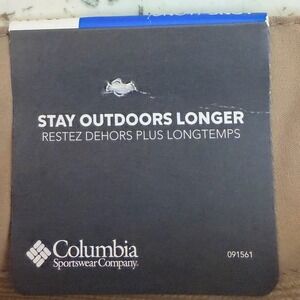 STAY OUTDOORS LONGER
RESTEZ DEHORS PLUS LONGTEMPS
Columbia
Sportswear Company
091561